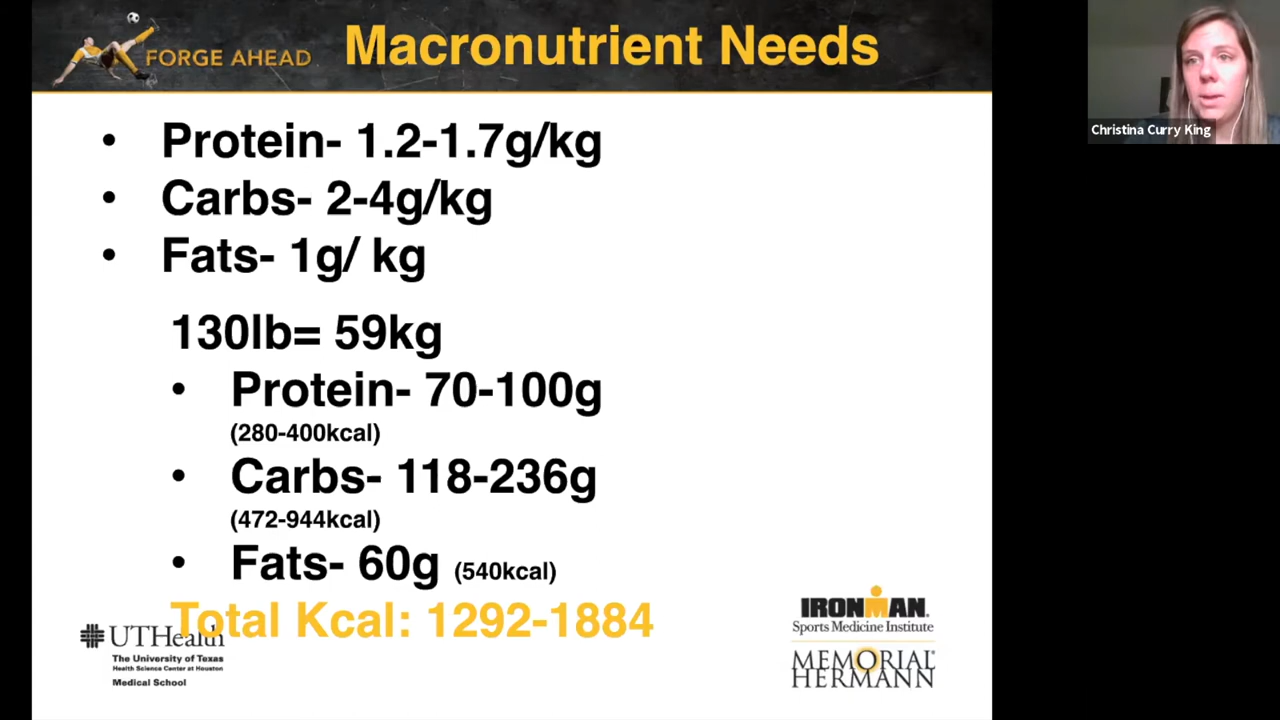 FORGE AHEAD
Macronutrient Needs
Christina Curry King
• Protein- 1.2-1.7g/kg
• Carbs- 2-4g/kg
• Fats- 1g/ kg
130lb= 59kg
• Protein- 70-100g
(280-400kcal)
• Carbs- 118-236g
(472-944kcal)
• Fats- 60g (540kcal)
Total Kcal: 1292-1884
UTHealth
The University of Texas
Health Science Center at Houston
Medical School
IRONMAN
Sports Medicine Institute
MEMORIAL
HERMANN